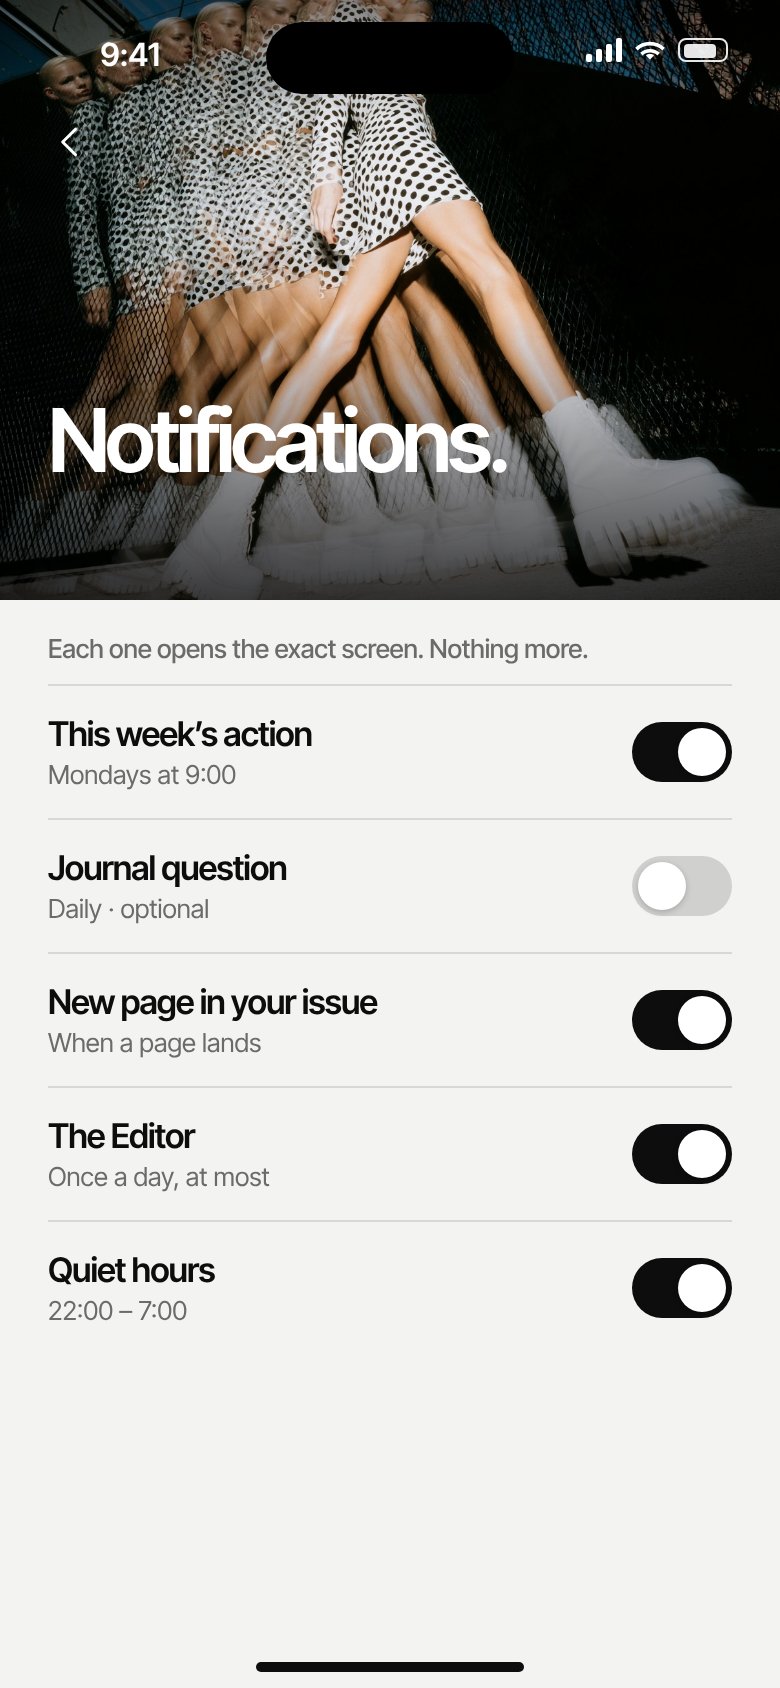 9:41
Notifications.
Each one opens the exact screen. Nothing more.
This week’s action
Mondays at 9:00
Journal question
Daily · optional
New page in your issue
When a page lands
The Editor
Once a day, at most
Quiet hours
22:00 – 7:00